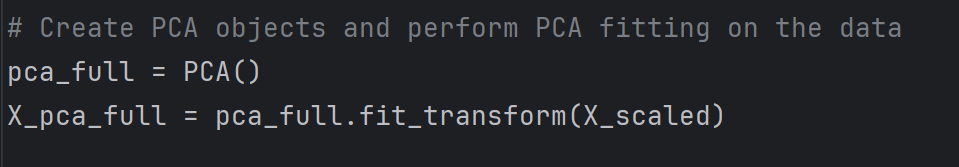 # Create PCA objects and perform PCA fitting on the data
pca_full = PCA()
X_pca_full = pca_full.fit_transform(X_scaled)